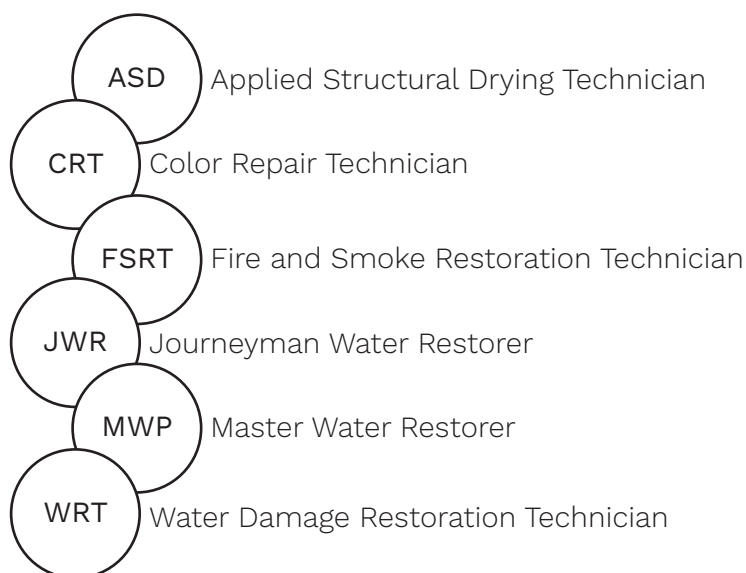 ASD Applied Structural Drying Technician
CRT Color Repair Technician
FSRT Fire and Smoke Restoration Technician
JWR Journeyman Water Restorer
MWP Master Water Restorer
WRT Water Damage Restoration Technician